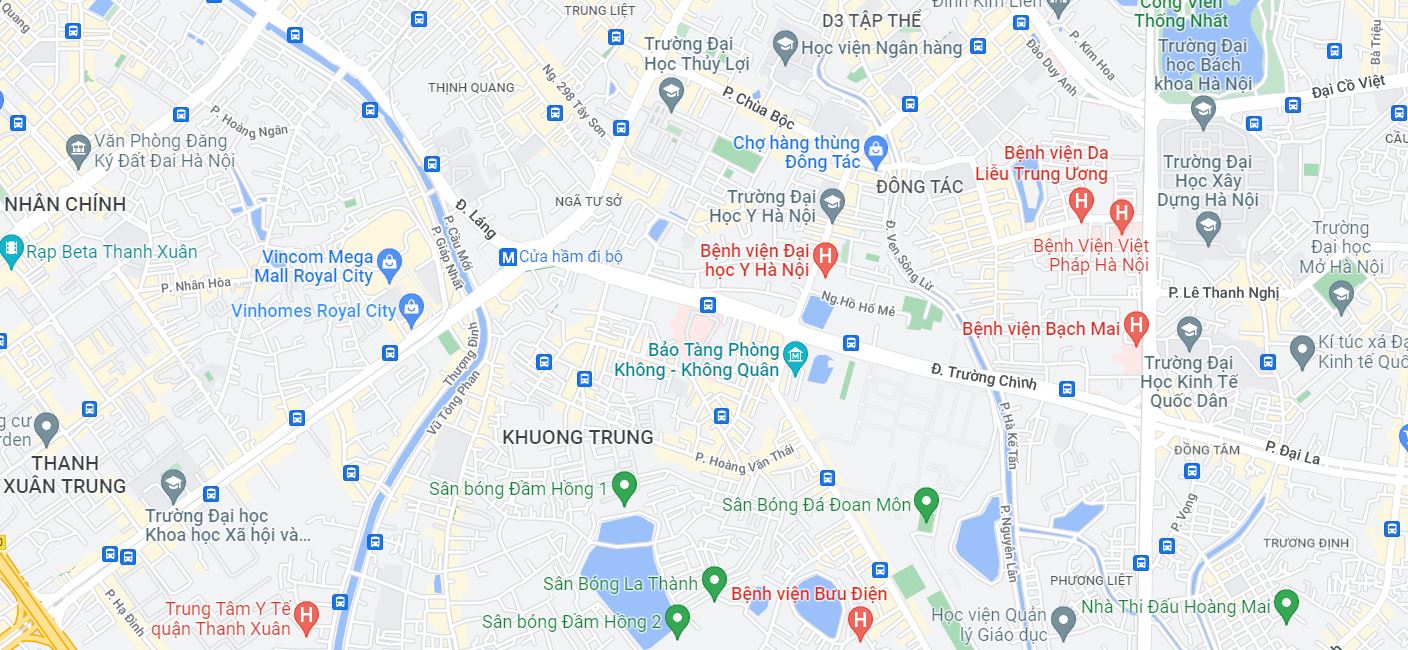 Quang
TRUNG LIỆT
D3 TẬP THỂ
Đình Kim Liên
Công Viên
Thống Nhất
Trường Đại
Học Thủy Lợi
Học viện Ngân hàng
Trường Đại
học Bách
khoa Hà Nội
P. Kim Hoa
Đào Duy Anh
Bà Triệu
THỊNH QUANG
Ng. 298 Tây Sơn
P. Chùa Bộc
Đại Cồ Việt
P. Hoàng Ngân
Văn Phòng Đăng
Ký Đất Đai Hà Nội
Chợ hàng thùng
Đông Tác
Bệnh viện Da
Liễu Trung Ương
CẦU
Trường Đại
Học Xây
Dựng Hà Nội
ĐÔNG TÁC
NHÂN CHÍNH
Đ. Láng
NGÃ TƯ SỞ
Trường Đại
Học Y Hà Nội
Rạp Beta Thanh Xuân
P. Cầu Mới
P. Giáp Nhất
M
Cửa hầm đi bộ
Bệnh viện Đại
học Y Hà Nội
Đ. Ven Sông Lừ
Bệnh Viện Việt
Pháp Hà Nội
Trường
Đại học
Mở Hà Nội
Vincom Mega
Mall Royal City
P. Nhân Hòa
Vinhomes Royal City
Ng.Hồ Hố Mẻ
P. Lê Thanh Nghị
Bệnh viện Bạch Mai
Thượng Đình
Bảo Tàng Phòng
Không - Không Quân
Đ. Trường Chinh
Trường Đại
Học Kinh Tế
Quốc Dân
Kí túc xá Đạ
Kinh tế Quố
Vũ Tông Phan
ng cư
rden
KHUONG TRUNG
P. Hoàng Văn Thái
P. Hà Kế Tấn
ĐỒNG TÂM
P. Đại La
THANH
XUÂN TRUNG
Sân bóng Đầm Hồng 1
Sân Bóng Đá Đoan Môn
P. Vọng
Trường Đại học
Khoa học Xã hội và...
P. Nguyễn Lân
TRƯƠNG ĐỊNH
P. Hạ Đình
Sân Bóng La Thành
Bệnh viện Bưu Điện
PHƯƠNG LIỆT
Nhà Thi Đấu Hoàng Mai
Trung Tâm Y Tế
quận Thanh Xuân
Sân bóng Đầm Hồng 2
Học viện Quản
lý Giáo dục